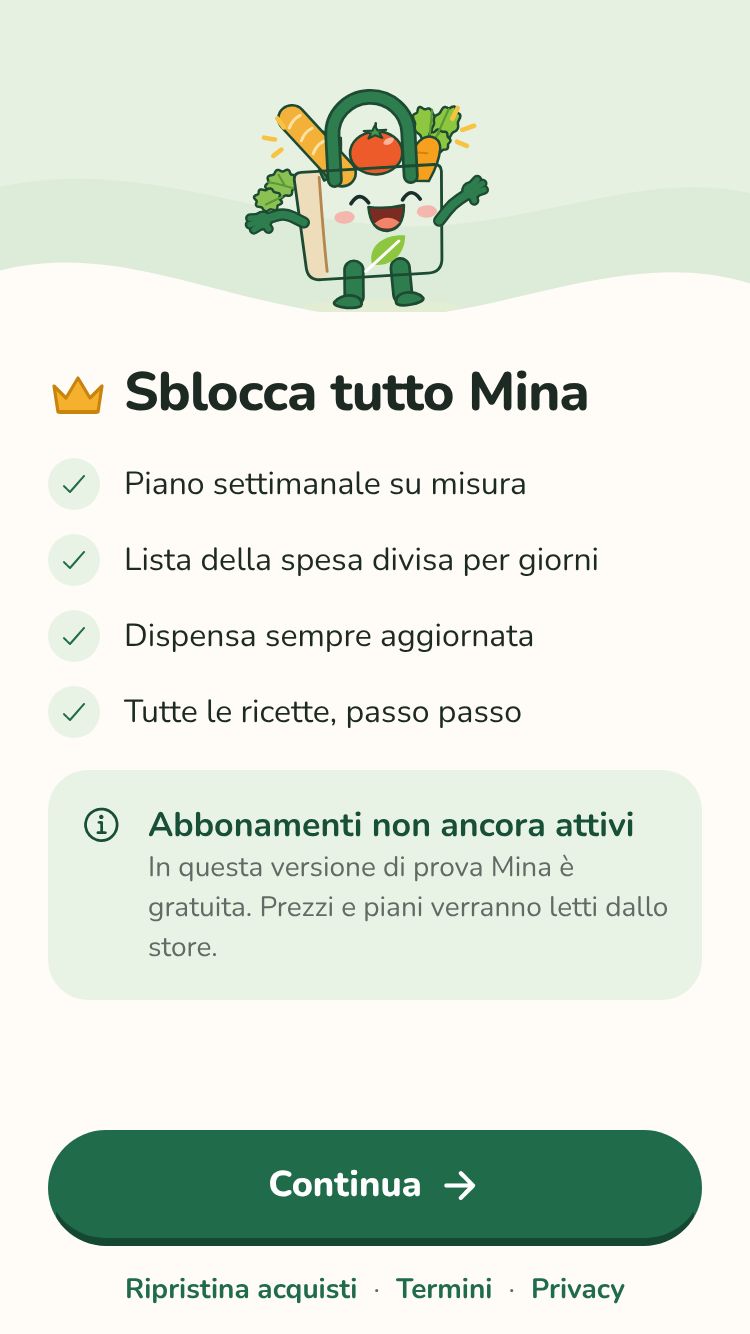 Sblocca tutto Mina
Piano settimanale su misura
Lista della spesa divisa per giorni
Dispensa sempre aggiornata
Tutte le ricette, passo passo
Abbonamenti non ancora attivi
In questa versione di prova Mina è
gratuita. Prezzi e piani verranno letti dallo
store.
Continua
Ripristina acquisti · Termini · Privacy